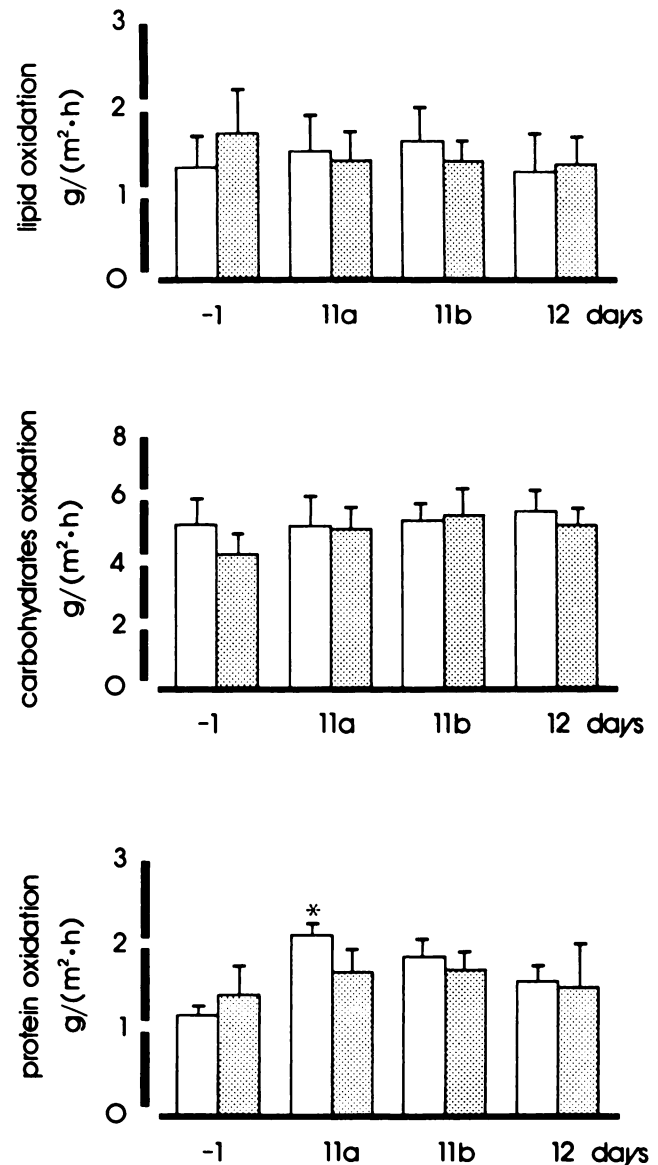 lipid oxidation
g/(m²·h)
3
2
1
O
-1 11a 11b 12 days
carbohydrates oxidation
g/(m²·h)
8
6
4
2
O
-1 11a 11b 12 days
protein oxidation
g/(m²·h)
3
2
1
O
*
-1 11a 11b 12 days